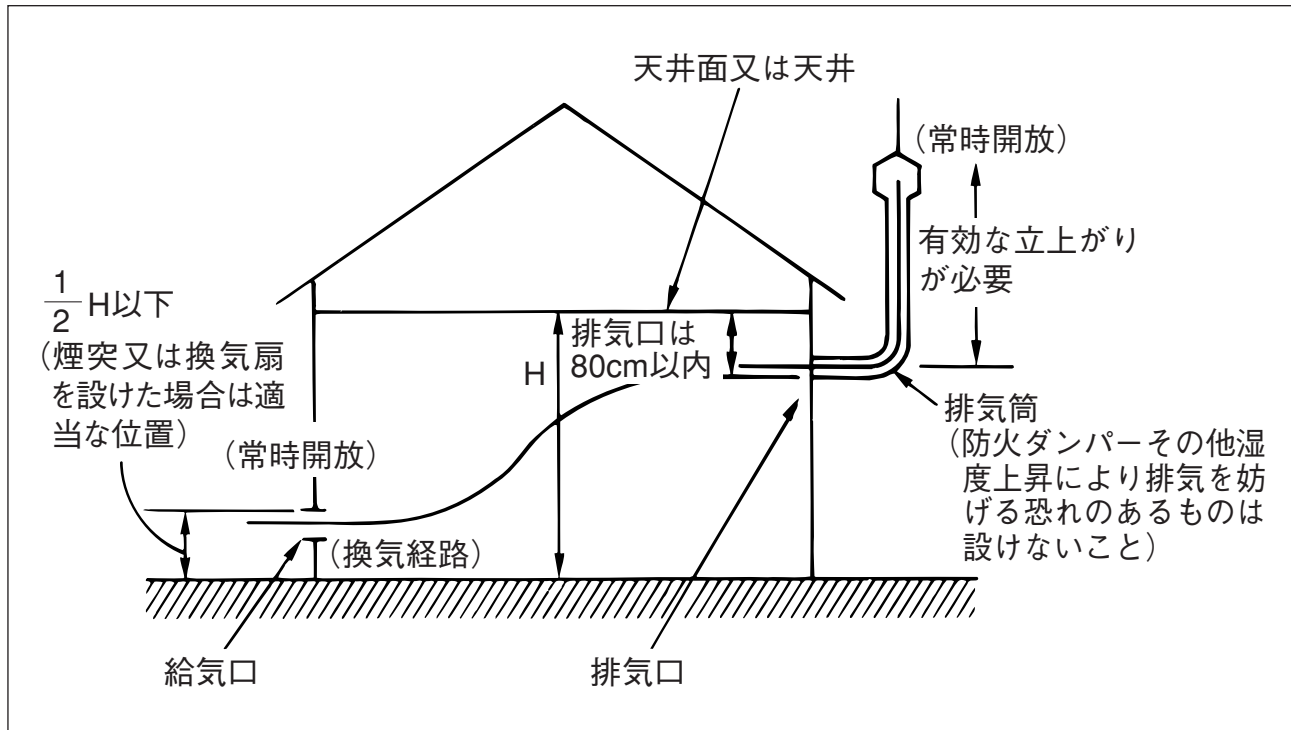 天井面又は天井
(常時開放)
有効な立上がり
が必要
1/2 H以下
(煙突又は換気扇
を設けた場合は適
当な位置)
排気口は
80cm以内
H
(常時開放)
排気筒
(防火ダンパーその他湿
度上昇により排気を妨
げる恐れのあるものは
設けないこと)
(換気経路)
給気口
排気口